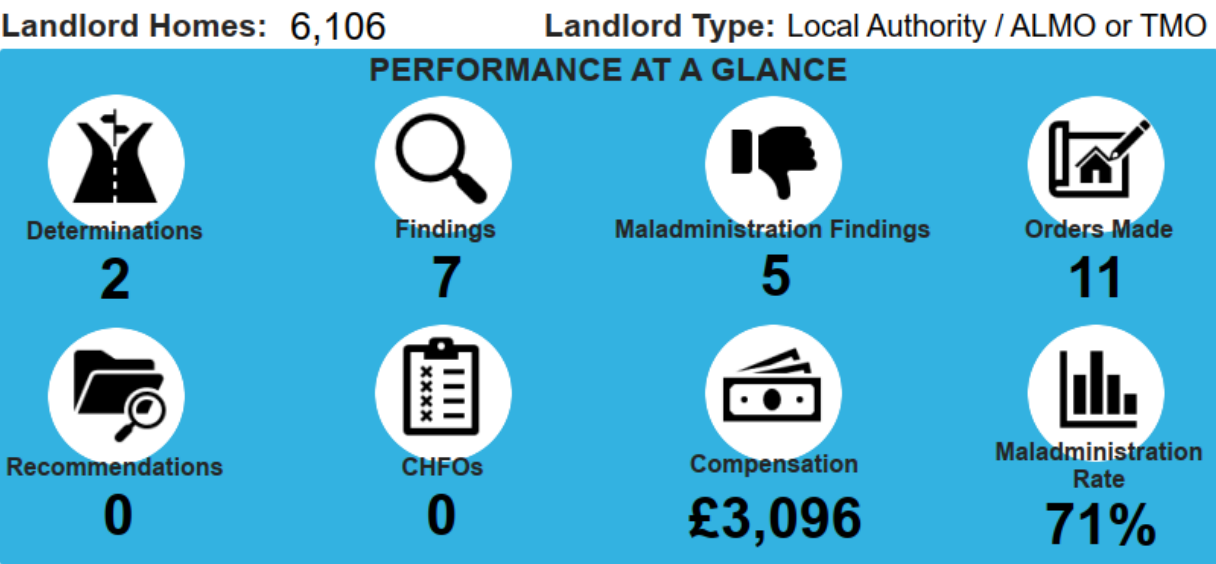 Landlord Homes: 6,106 Landlord Type: Local Authority / ALMO or TMO
PERFORMANCE AT A GLANCE
Determinations
2
Findings
7
Maladministration Findings
5
Orders Made
11
Recommendations
0
CHFOs
0
Compensation
£3,096
Maladministration
Rate
71%